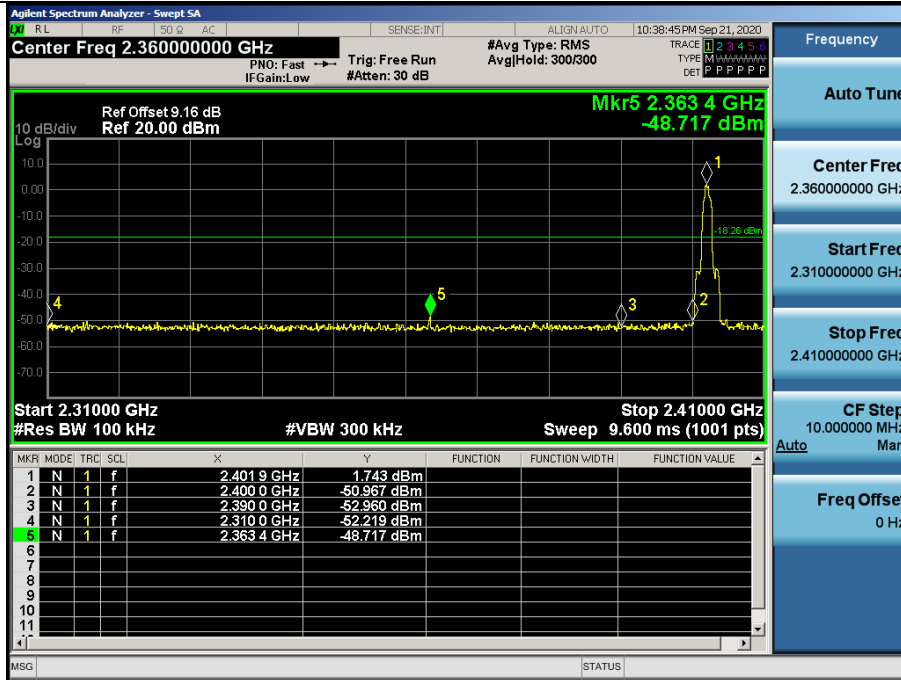 Agilent Spectrum Analyzer - Swept SA
LXI RL RF 50 Ω AC SENSE:INT ALIGN AUTO 10:38:45 PM Sep 21, 2020
Center Freq 2.360000000 GHz
#Avg Type: RMS
TRACE 1 2 3 4 5 6
PNO: Fast
Trig: Free Run
Avg|Hold: 300/300
TYPE M
IFGain:Low
#Atten: 30 dB
DET P P P P P P
Ref Offset 9.16 dB
Mkr5 2.363 4 GHz
10 dB/div
Ref 20.00 dBm
-48.717 dBm
Log
10.0
1
0.00
-10.0
-18.26 dBm
-20.0
-30.0
-40.0
4
5
3
2
-50.0
-60.0
-70.0
Start 2.31000 GHz
Stop 2.41000 GHz
#Res BW 100 kHz
#VBW 300 kHz
Sweep 9.600 ms (1001 pts)
MKR MODE TRC SCL X Y FUNCTION FUNCTION WIDTH FUNCTION VALUE
1 N 1 f 2.401 9 GHz 1.743 dBm
2 N 1 f 2.400 0 GHz -50.967 dBm
3 N 1 f 2.390 0 GHz -52.960 dBm
4 N 1 f 2.310 0 GHz -52.219 dBm
5 N 1 f 2.363 4 GHz -48.717 dBm
6
7
8
9
10
11
MSG
STATUS
Frequency
Auto Tune
Center Freq
2.360000000 GHz
Start Freq
2.310000000 GHz
Stop Freq
2.410000000 GHz
CF Step
10.000000 MHz
Auto Man
Freq Offset
0 Hz